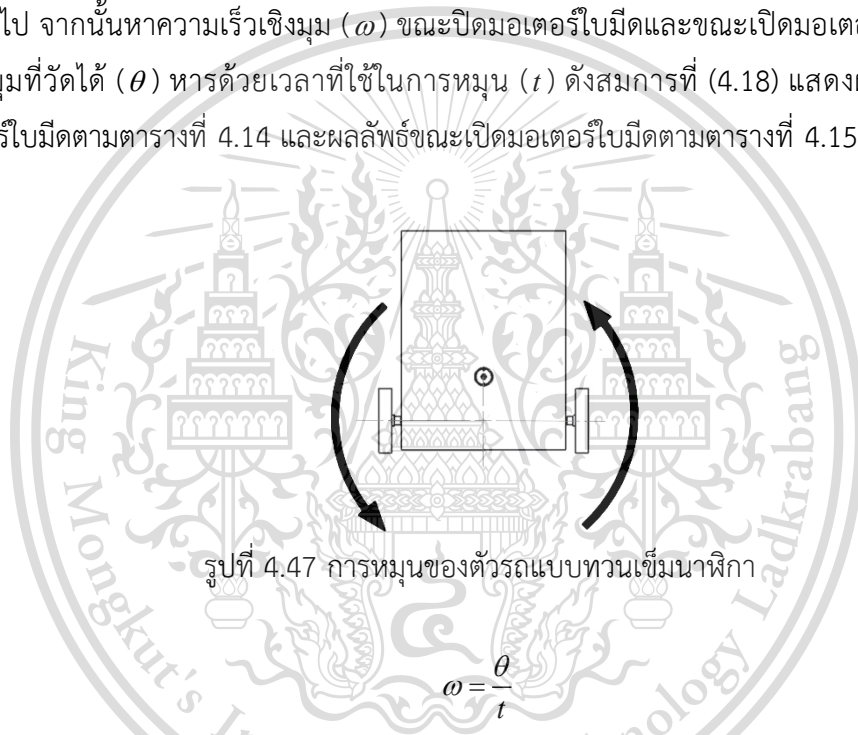 ไป จากนั้นหาความเร็วเชิงมุม (ω) ขณะปิดมอเตอร์ใบมีดและขณะเปิดมอเตอ
มุมที่วัดได้ (θ) หารด้วยเวลาที่ใช้ในการหมุน (t) ดังสมการที่ (4.18) แสดง
ร์ใบมีดตามตารางที่ 4.14 และผลลัพธ์ขณะเปิดมอเตอร์ใบมีดตามตารางที่ 4.15
รูปที่ 4.47 การหมุนของตัวรถแบบทวนเข็มนาฬิกา
ω = θ/t
King Mongkut's Ladkrabang